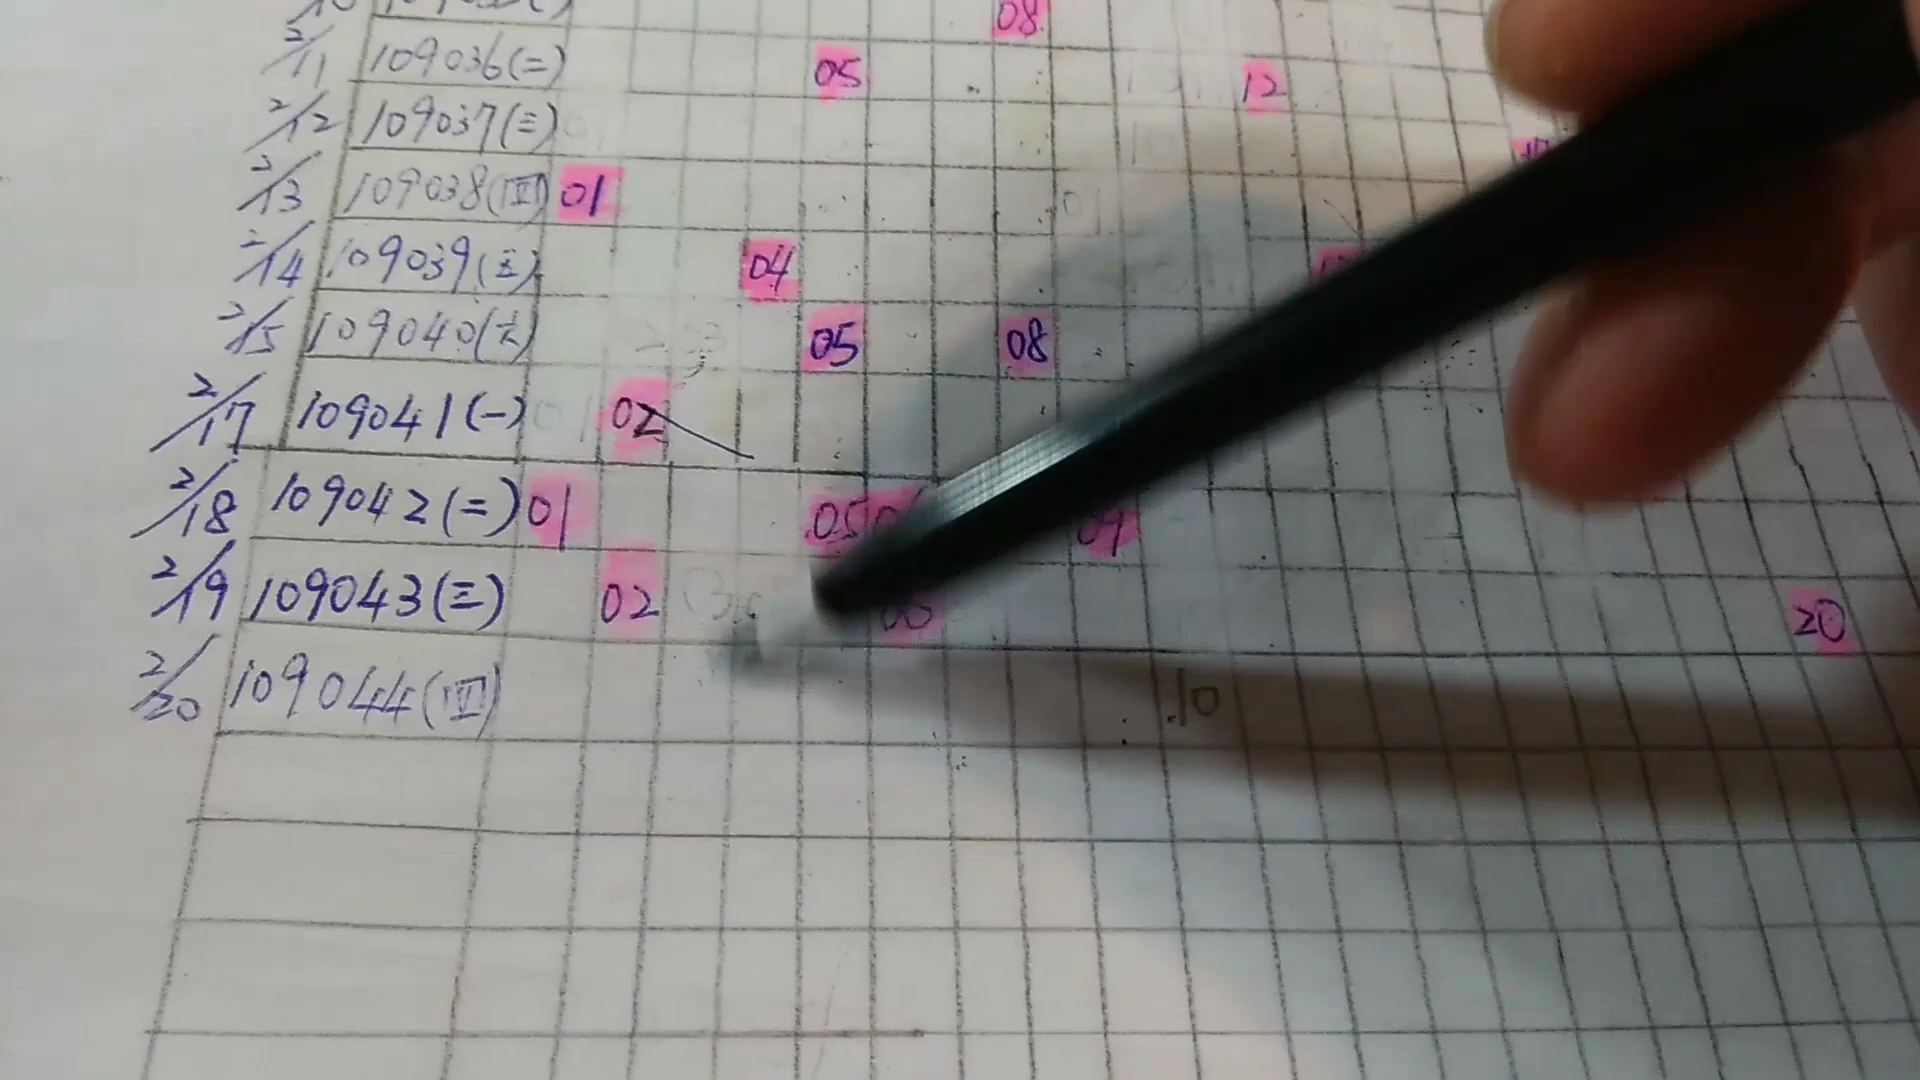 08
2/11 109036(二) 05 12
2/12 109037(三)
2/13 109038(四) 01
2/14 109039(五) 04
2/15 109040(六) 05 08
2/17 109041(一) 02
2/18 109042(二) 01 05 09
2/19 109043(三) 02 06 20
2/20 109044(四) 10